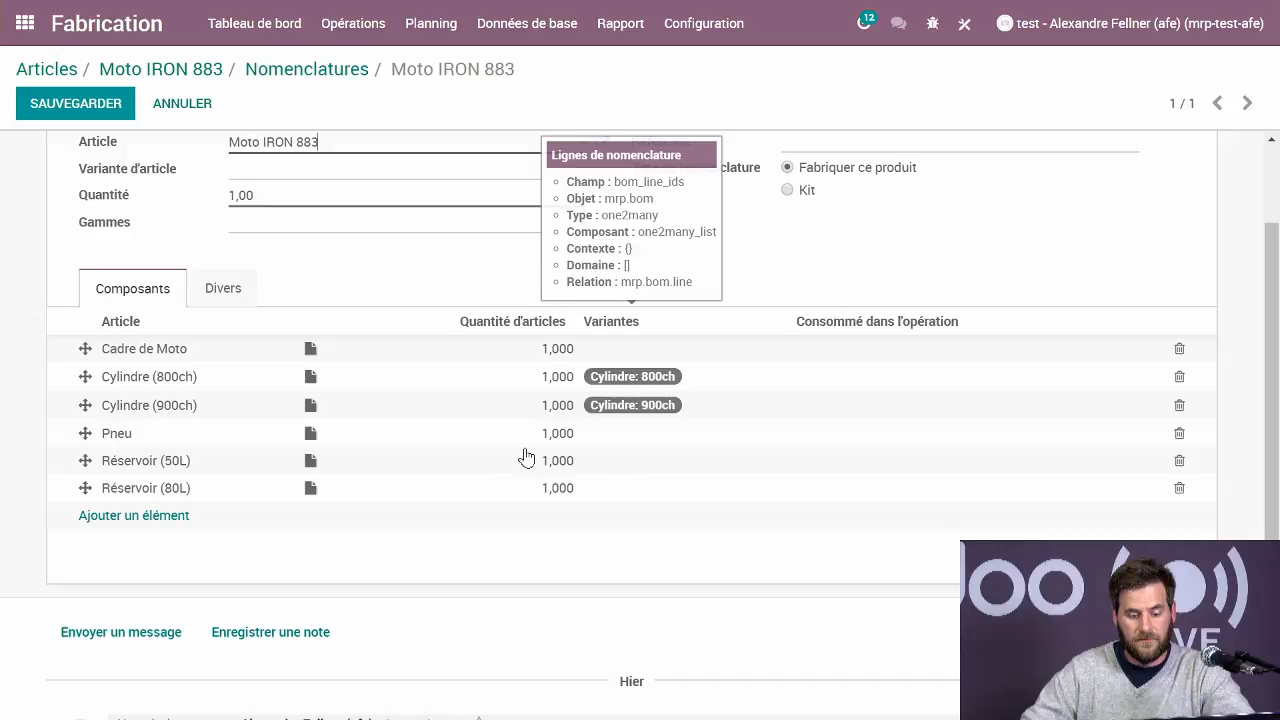 Fabrication Tableau de bord Opérations Planning Données de base Rapport Configuration 12 test - Alexandre Fellner (afe) (mrp-test-afe)
Articles / Moto IRON 883 / Nomenclatures / Moto IRON 883
SAUVEGARDER ANNULER 1 / 1
Article Moto IRON 883
Variante d'article
Quantité 1,00
Gammes
Fabriquer ce produit
Kit
Lignes de nomenclature
Champ : bom_line_ids
Objet : mrp.bom
Type : one2many
Composant : one2many_list
Contexte : {}
Domaine : []
Relation : mrp.bom.line
Composants Divers
Article Quantité d'articles Variantes Consommé dans l'opération
Cadre de Moto 1,000
Cylindre (800ch) 1,000 Cylindre: 800ch
Cylindre (900ch) 1,000 Cylindre: 900ch
Pneu 1,000
Réservoir (50L) 1,000
Réservoir (80L) 1,000
Ajouter un élément
Envoyer un message Enregistrer une note
Hier